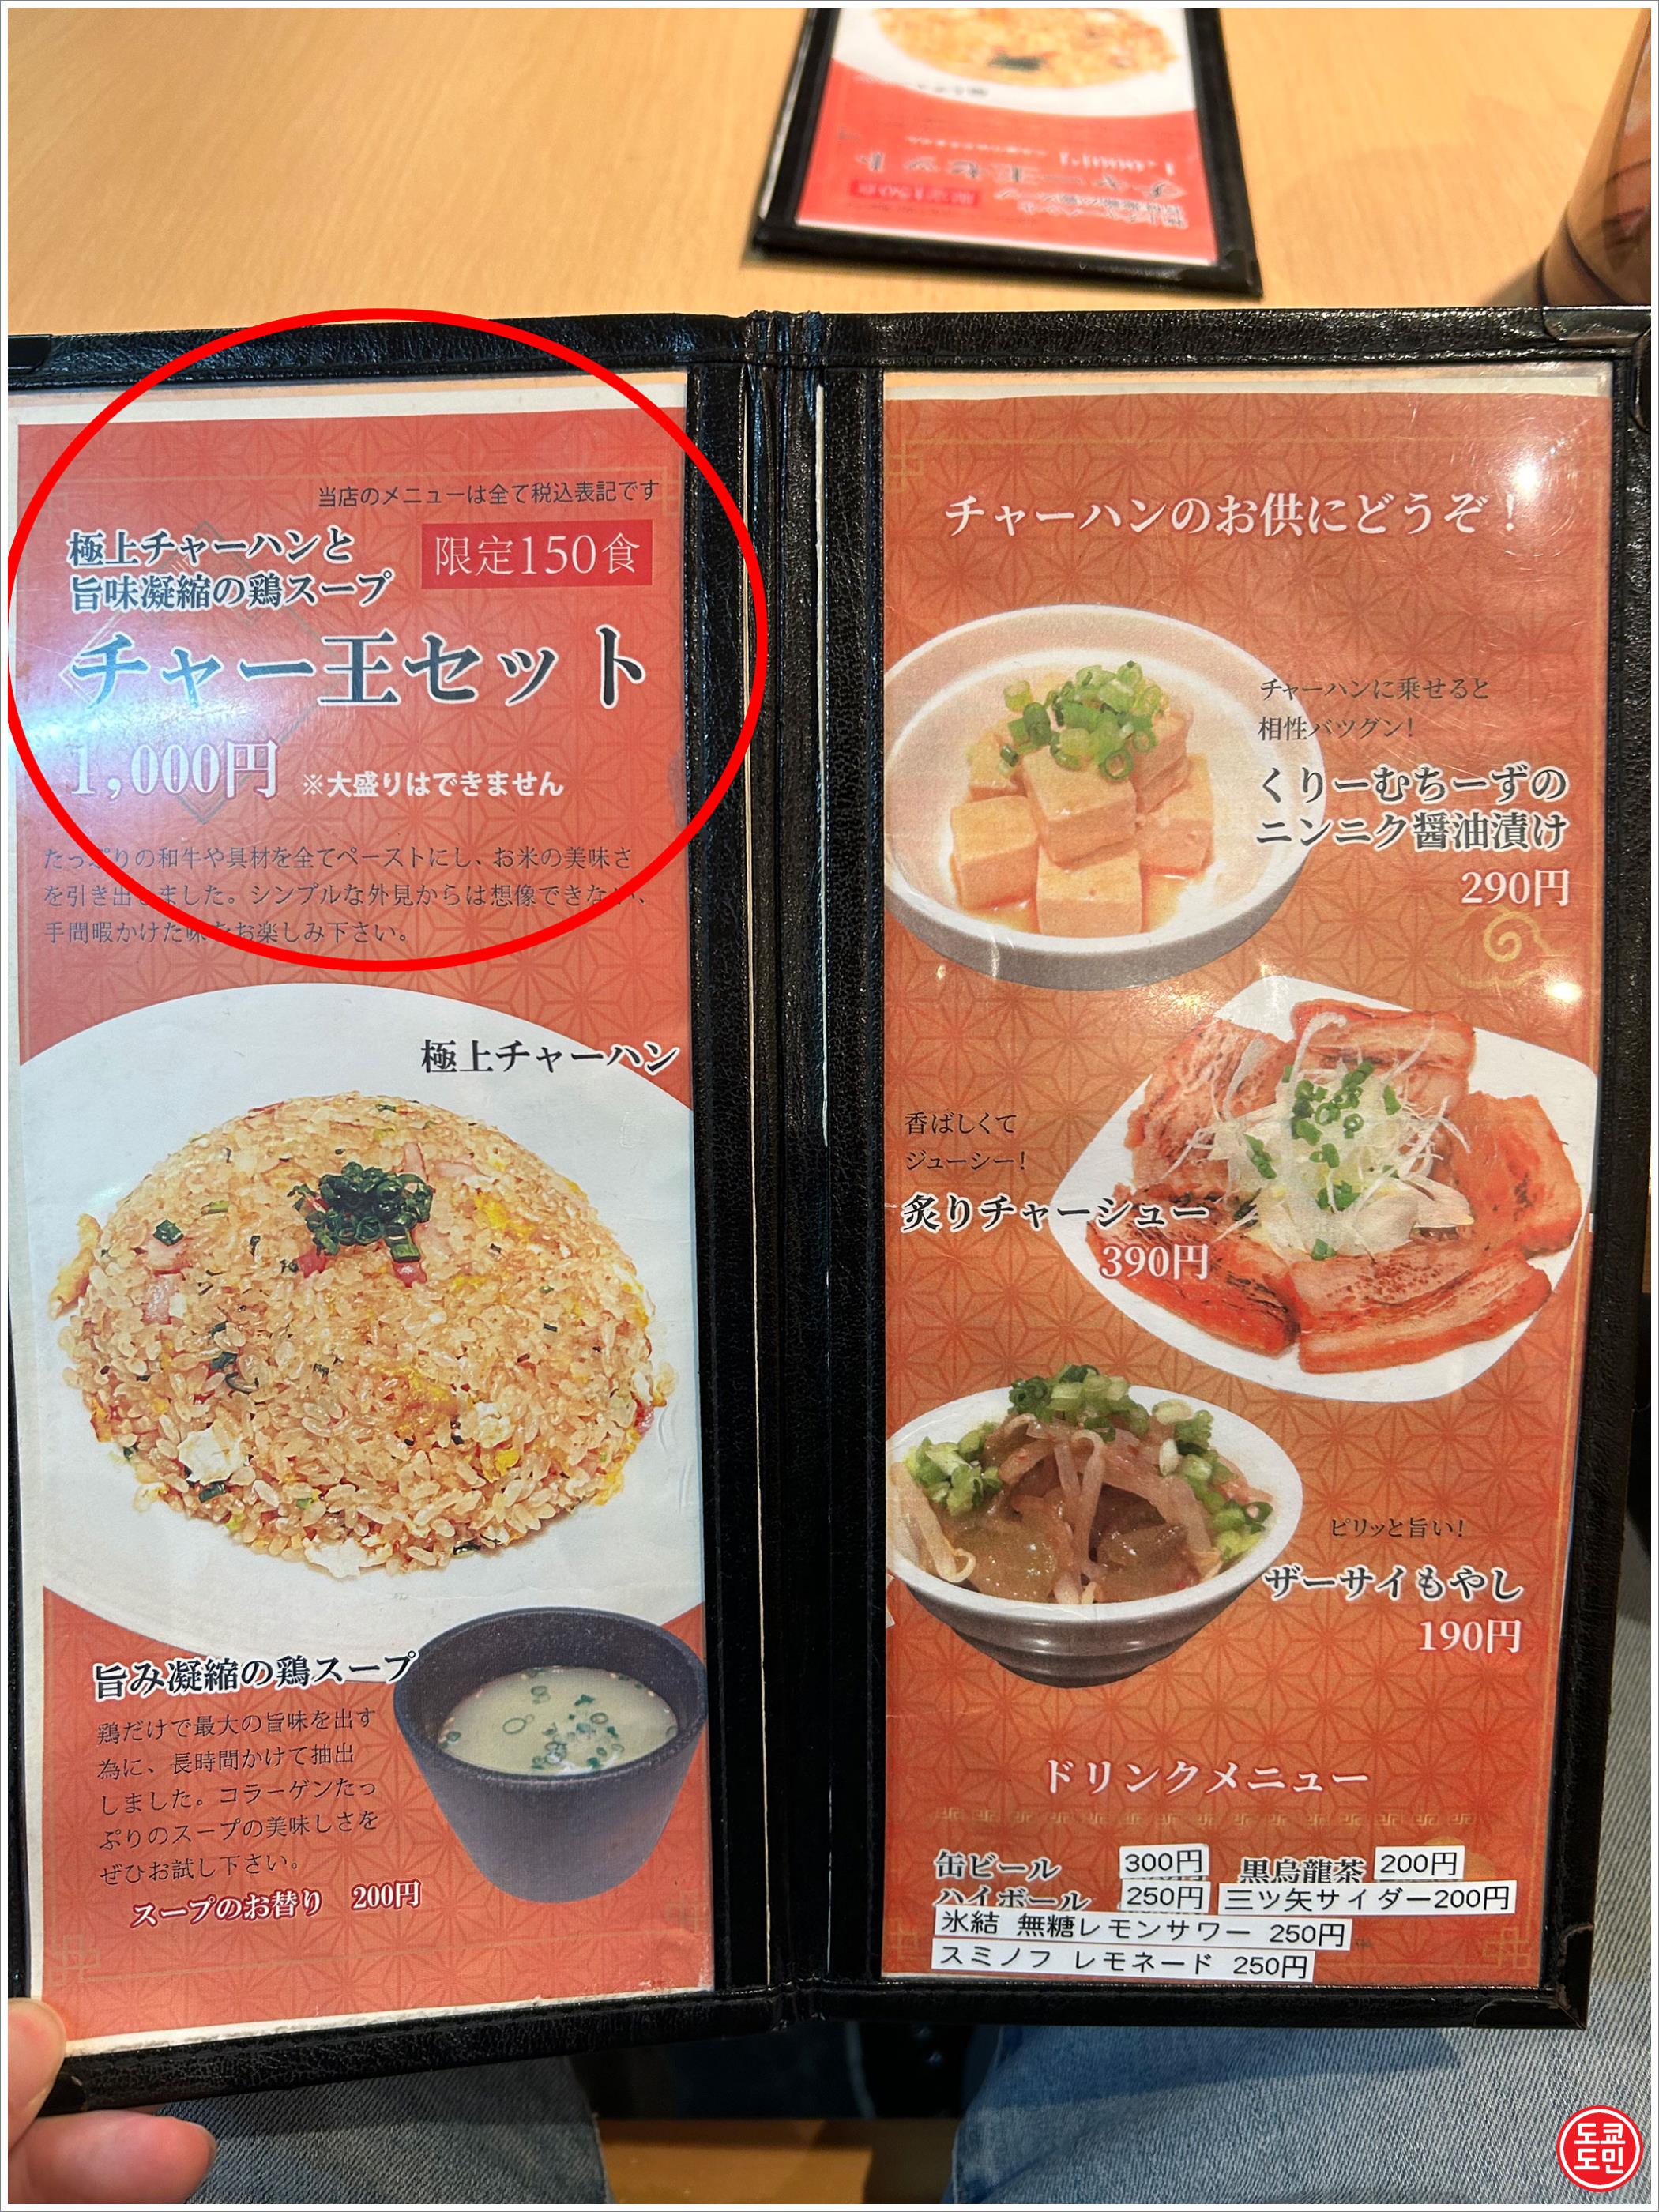 当店のメニューは全て税込表記です
極上チャーハンと
旨味凝縮の鶏スープ
限定150食
チャー王セット
1,000円 ※大盛りはできません
たっぷりの和牛や具材を全てペーストにし、お米の美味さ
を引き出しました。シンプルな外見からは想像できない、
手間暇かけた味をお楽しみ下さい。
極上チャーハン
旨み凝縮の鶏スープ
鶏だけで最大の旨味を出す
為に、長時間かけて抽出
しました。コラーゲンたっ
ぷりのスープの美味しさを
ぜひお試し下さい。
スープのお替り 200円
チャーハンのお供にどうぞ!
チャーハンに乗せると
相性バツグン!
くりーむちーずの
ニンニク醤油漬け
290円
香ばしくて
ジューシー!
炙りチャーシュー
390円
ピリッと旨い!
ザーサイもやし
190円
ドリンクメニュー
缶ビール 300円 黒烏龍茶 200円
ハイボール 250円 三ツ矢サイダー200円
氷結 無糖レモンサワー 250円
スミノフ レモネード 250円
도쿄
도민